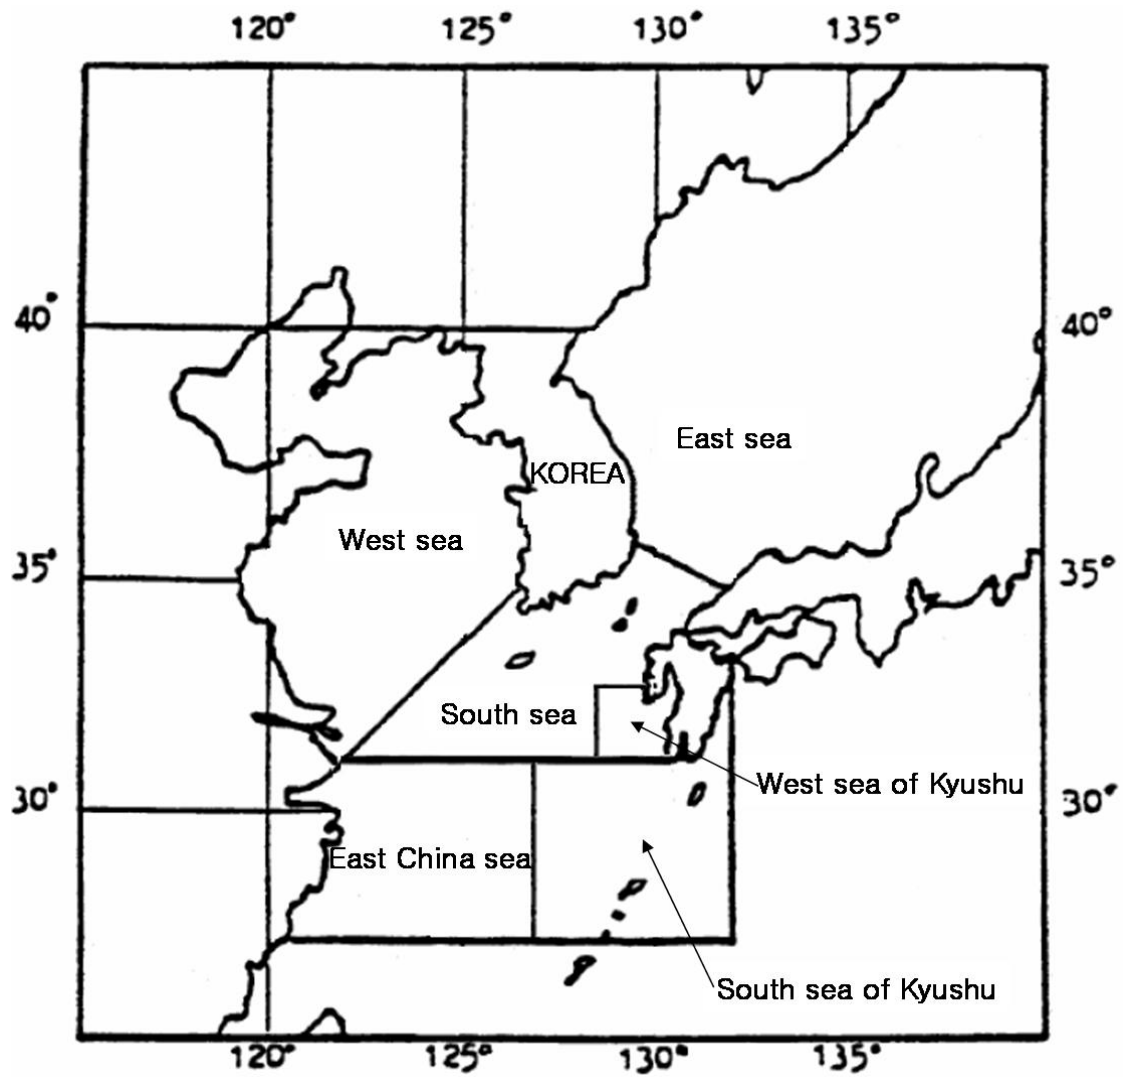 120° 125° 130° 135°
40° 40°
East sea
KOREA
West sea
35° 35°
South sea
West sea of Kyushu
30° 30°
East China sea
South sea of Kyushu
120° 125° 130° 135°